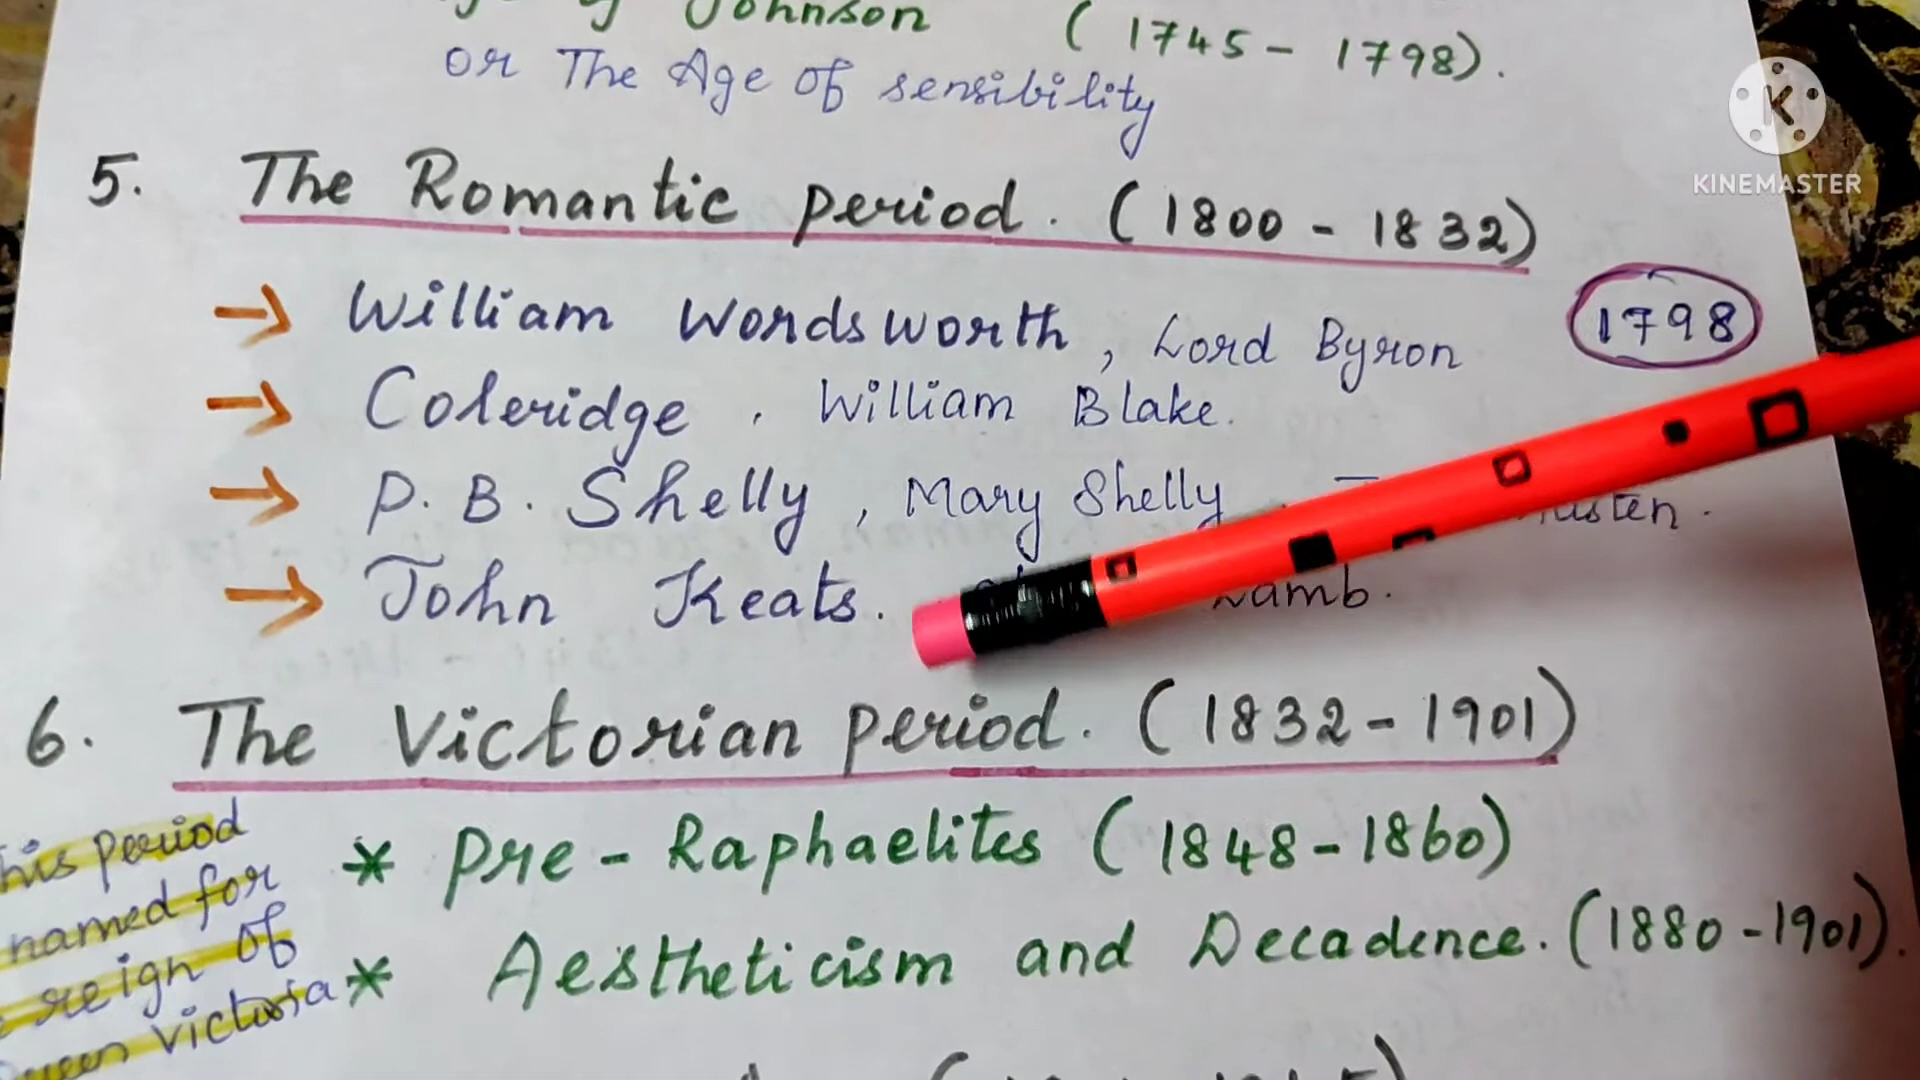 Johnson (1745 - 1798).
or The Age of sensibility
5. The Romantic period. (1800 - 1832)
→ William Wordsworth, Lord Byron
1798
→ Coleridge, William Blake.
→ P. B. Shelly, Mary Shelly
→ John Keats. Lamb.
6. The Victorian period. (1832 - 1901)
* Pre - Raphaelites (1848 - 1860)
* Aestheticism and Decadence. (1880 - 1901).
period
named for
reign of
Victoria
KINEMASTER